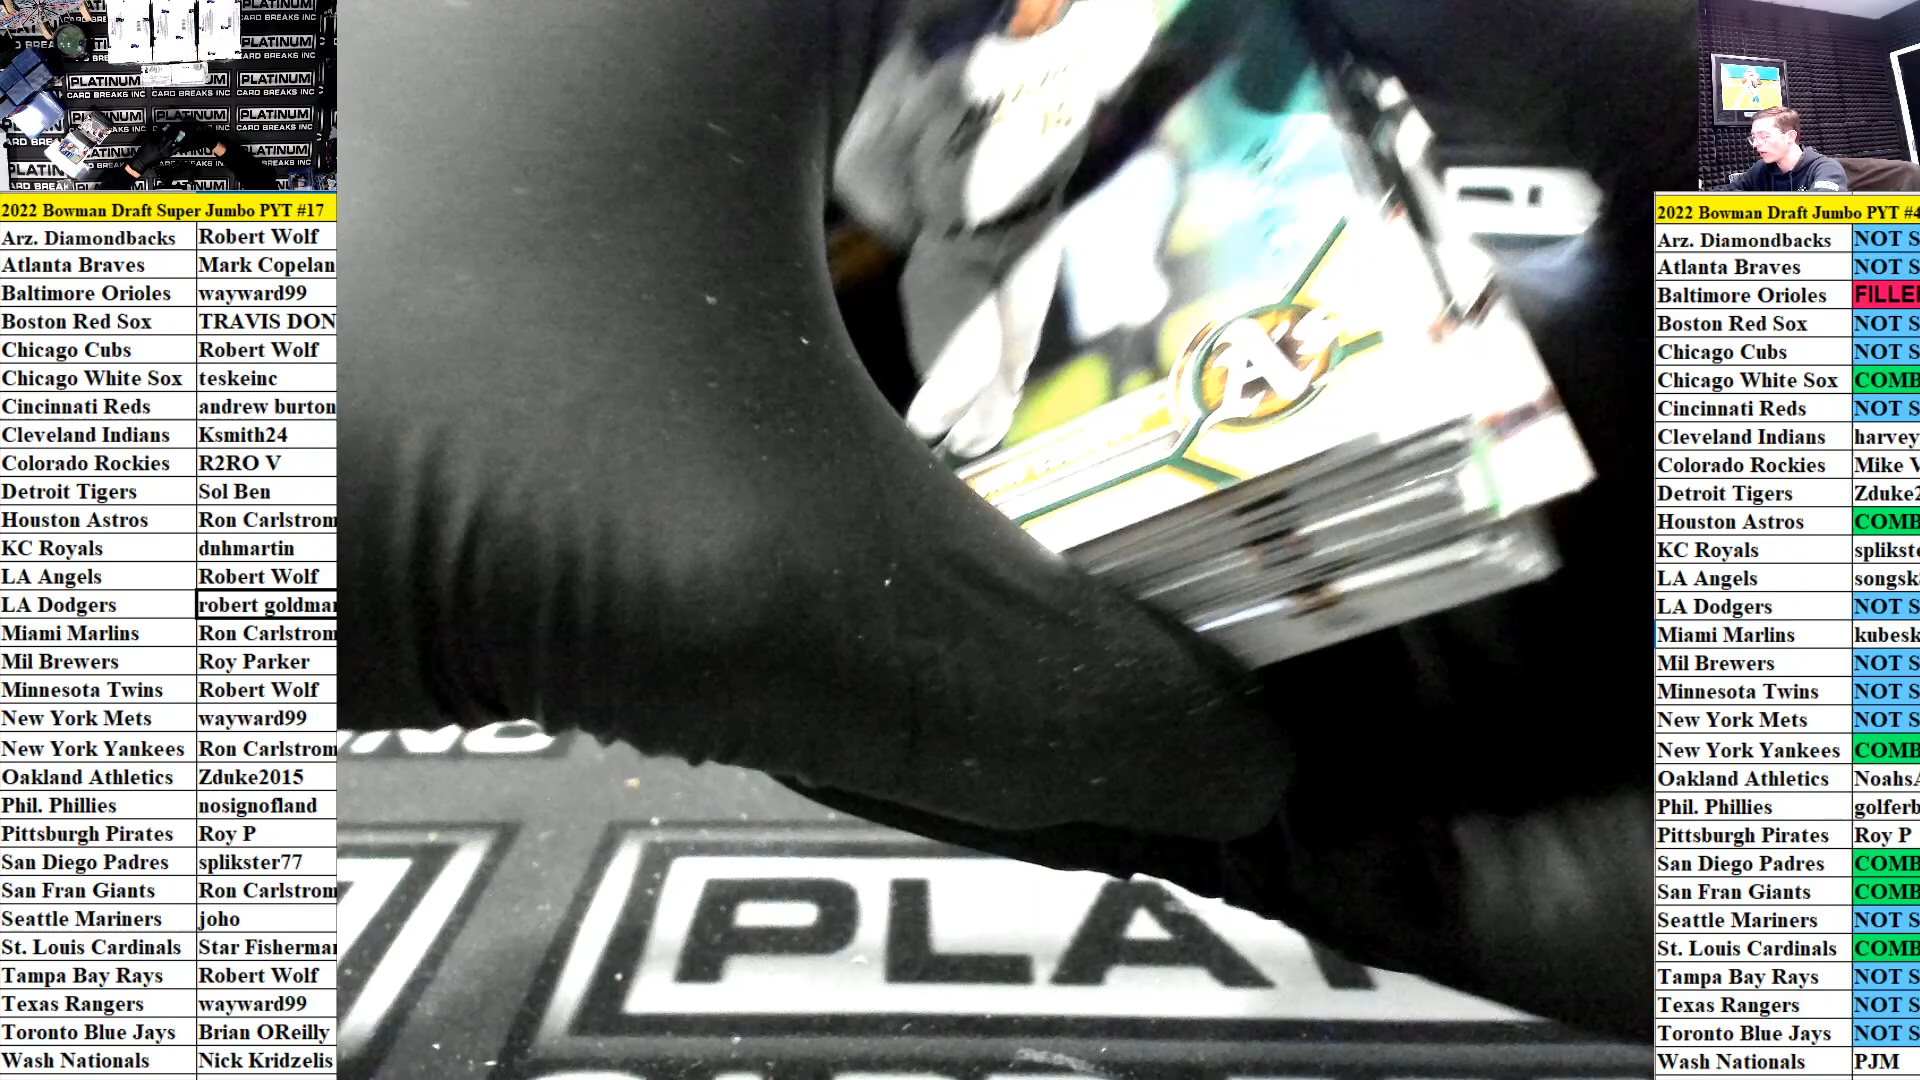 PLATINUM
CARD BREAKS INC
PLATINUM
CARD BREAKS INC
PLATINUM
CARD BREAKS INC
2022 Bowman Draft Super Jumbo PYT #17
Arz. Diamondbacks Robert Wolf
Atlanta Braves Mark Copelan
Baltimore Orioles wayward99
Boston Red Sox TRAVIS DON
Chicago Cubs Robert Wolf
Chicago White Sox teskeinc
Cincinnati Reds andrew burton
Cleveland Indians Ksmith24
Colorado Rockies R2RO V
Detroit Tigers Sol Ben
Houston Astros Ron Carlstrom
KC Royals dnhmartin
LA Angels Robert Wolf
LA Dodgers robert goldman
Miami Marlins Ron Carlstrom
Mil Brewers Roy Parker
Minnesota Twins Robert Wolf
New York Mets wayward99
New York Yankees Ron Carlstrom
Oakland Athletics Zduke2015
Phil. Phillies nosignofland
Pittsburgh Pirates Roy P
San Diego Padres splikster77
San Fran Giants Ron Carlstrom
Seattle Mariners joho
St. Louis Cardinals Star Fisherman
Tampa Bay Rays Robert Wolf
Texas Rangers wayward99
Toronto Blue Jays Brian OReilly
Wash Nationals Nick Kridzelis
A's
INC
PLAT
2022 Bowman Draft Jumbo PYT #4
Arz. Diamondbacks NOT S
Atlanta Braves NOT S
Baltimore Orioles FILLE
Boston Red Sox NOT S
Chicago Cubs NOT S
Chicago White Sox COMB
Cincinnati Reds NOT S
Cleveland Indians harvey
Colorado Rockies Mike V
Detroit Tigers Zduke2
Houston Astros COMB
KC Royals splikste
LA Angels songsk
LA Dodgers NOT S
Miami Marlins kubesk
Mil Brewers NOT S
Minnesota Twins NOT S
New York Mets NOT S
New York Yankees COMB
Oakland Athletics NoahsA
Phil. Phillies golferb
Pittsburgh Pirates Roy P
San Diego Padres COMB
San Fran Giants COMB
Seattle Mariners NOT S
St. Louis Cardinals COMB
Tampa Bay Rays NOT S
Texas Rangers NOT S
Toronto Blue Jays NOT S
Wash Nationals PJM